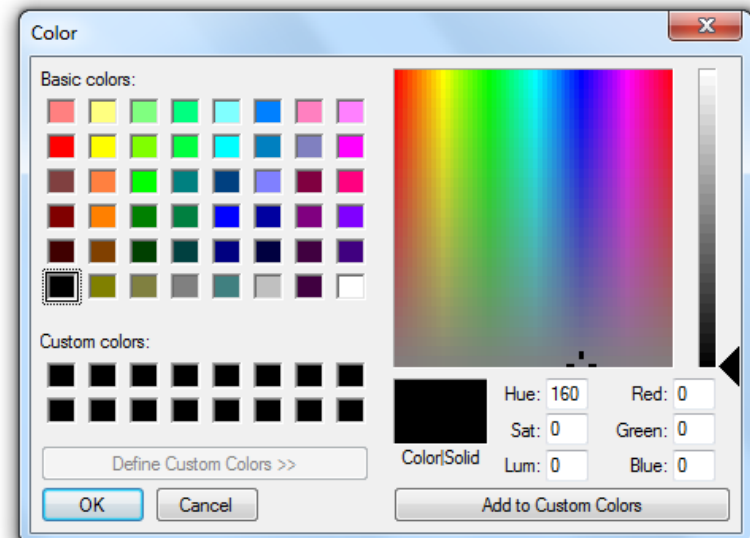 Color
Basic colors:
Custom colors:
Define Custom Colors >>
OK
Cancel
Color|Solid
Hue: 160
Sat: 0
Lum: 0
Red: 0
Green: 0
Blue: 0
Add to Custom Colors